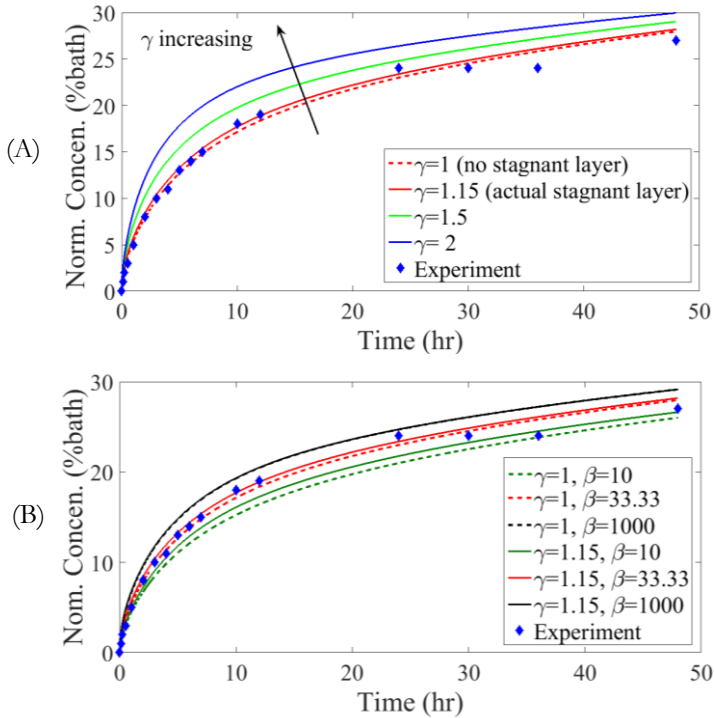 (A)
Norm. Concen. (%bath)
30
25
20
15
10
5
0
γ increasing
γ=1 (no stagnant layer)
γ=1.15 (actual stagnant layer)
γ=1.5
γ= 2
Experiment
0 10 20 30 40 50
Time (hr)
(B)
Nom. Concen. (%bath)
30
20
10
0
γ=1, β=10
γ=1, β=33.33
γ=1, β=1000
γ=1.15, β=10
γ=1.15, β=33.33
γ=1.15, β=1000
Experiment
0 10 20 30 40 50
Time (hr)